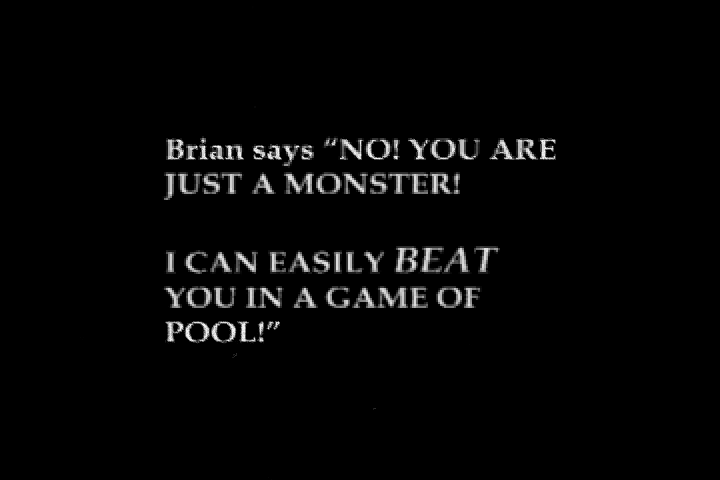 Brian says “NO! YOU ARE
JUST A MONSTER!
I CAN EASILY BEAT
YOU IN A GAME OF
POOL!”